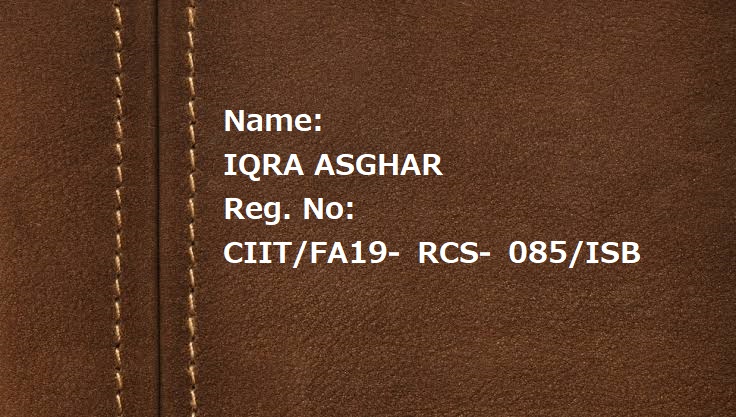 Name:
IQRA ASGHAR
Reg. No:
CIIT/FA19- RCS- 085/ISB